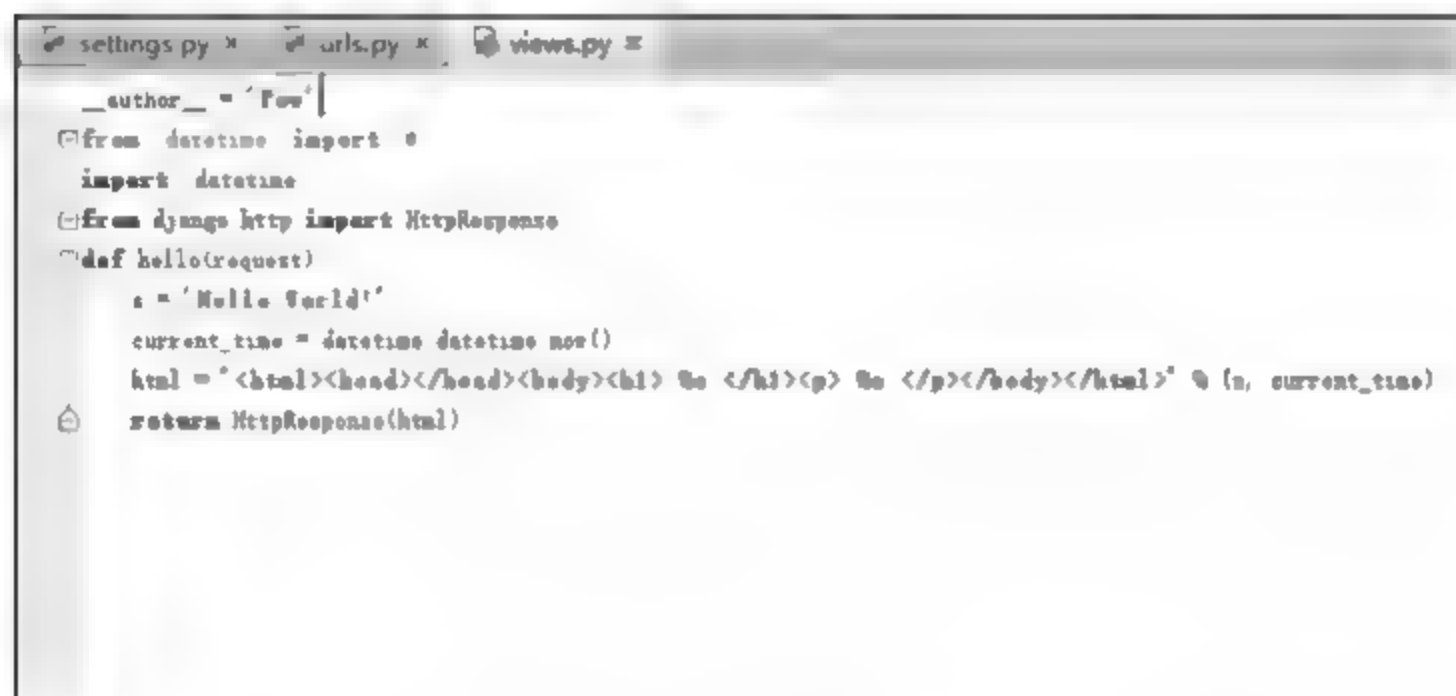 settings.py × urls.py × views.py ×
__author__ =
from datetime import *
import datetime
from django.http import HttpResponse
def hello(request):
s = 'Hello World!'
current_time = datetime.datetime.now()
html = '<html><head></head><body><h1> %s </h1><p> %s </p></body></html>' % (s, current_time)
return HttpResponse(html)